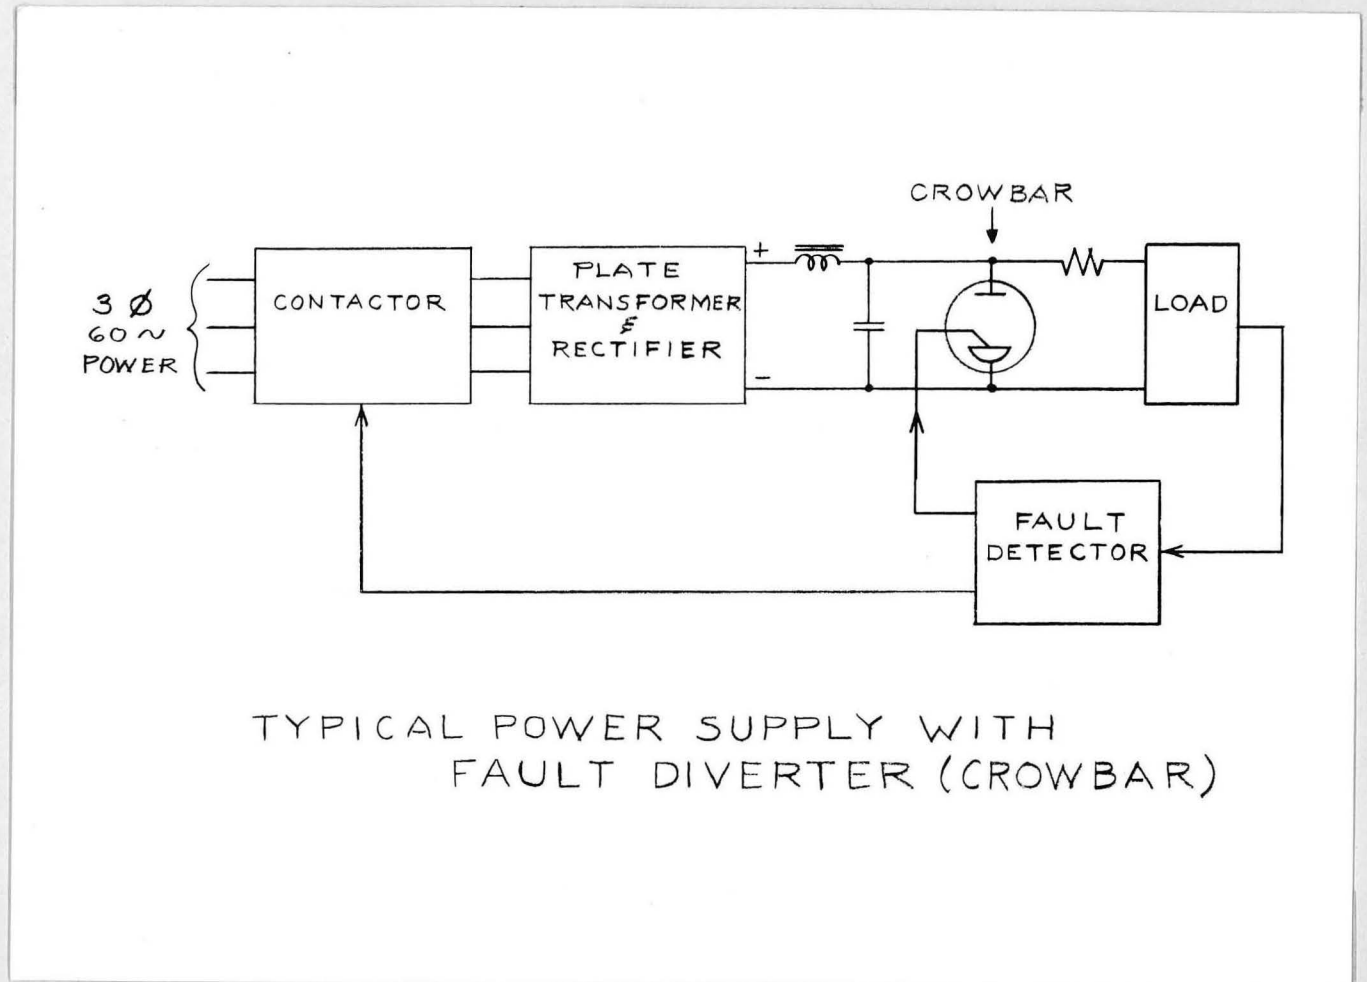 CROWBAR
3 Ø
60 ~
POWER
CONTACTOR
PLATE
TRANSFORMER
&
RECTIFIER
+
−
LOAD
FAULT
DETECTOR
TYPICAL POWER SUPPLY WITH
FAULT DIVERTER (CROWBAR)